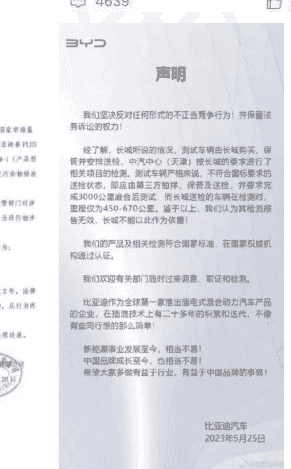 4639
国家市场监
BYD
声明
我们坚决反对任何形式的不正当竞争行为！并保留法
务诉讼的权力！
经了解，长城所说的情况，测试车辆由长城购买、保
管并安排送检，中汽中心（天津）按长城的要求进行了
相关项目的检测。测试车辆严格来说，不符合国标要求的
送检状态，即应由第三方抽样、保管及送检，并要求完
成3000公里磨合后测试，而长城送检的车辆在检测时，
里程仅为450-670公里。鉴于以上，我们认为其检测报
告无效，长城不能以此作为依据！
我们的产品及相关检测符合国家标准，在国家权威机
构通过认证。
我们欢迎有关部门随时过来调查、取证和检测。
比亚迪作为全球第一家推出插电式混合动力汽车产品
的企业，在插混技术上有二十多年的积累和迭代，不像
有些同行想的那么简单！
新能源事业发展至今，相当不易！
中国品牌成长至今，也相当不易！
希望大家多做有益于行业、有益于中国品牌的事情！
比亚迪汽车
2023年5月25日